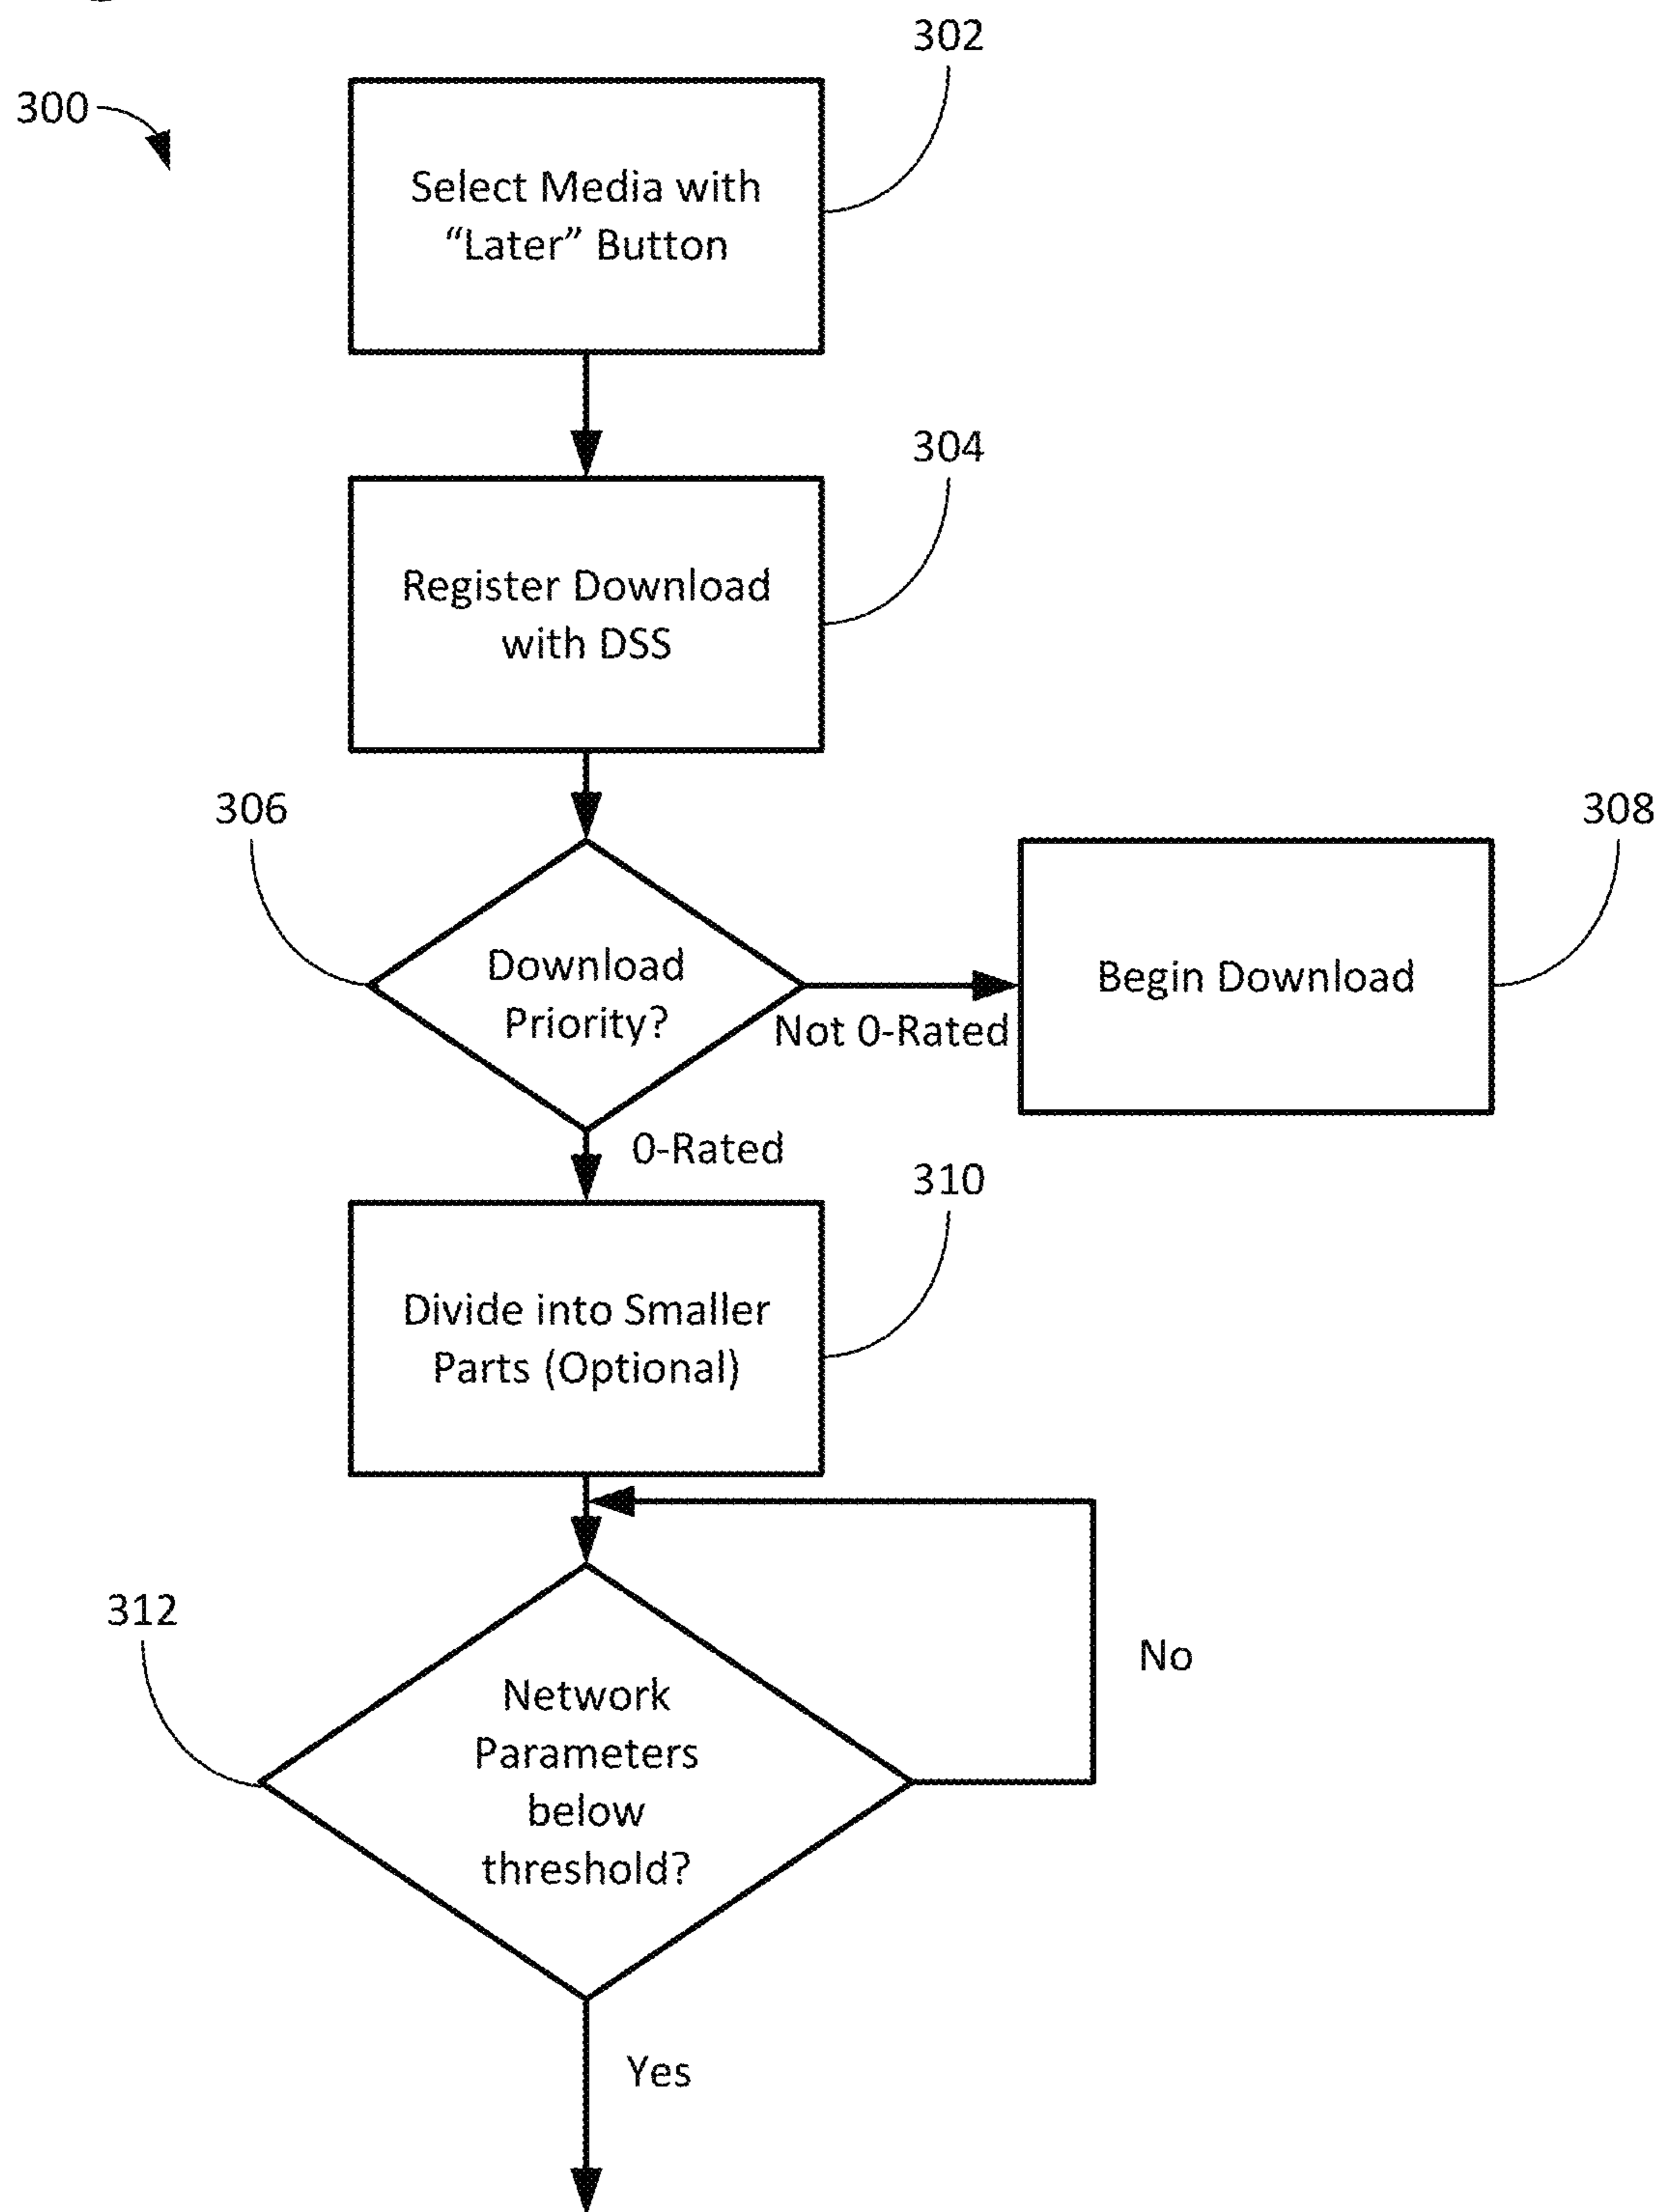 302
300
Select Media with
“Later” Button
304
Register Download
with DSS
306
308
Download
Priority?
Begin Download
Not 0-Rated
0-Rated
310
Divide into Smaller
Parts (Optional)
312
No
Network
Parameters
below
threshold?
Yes